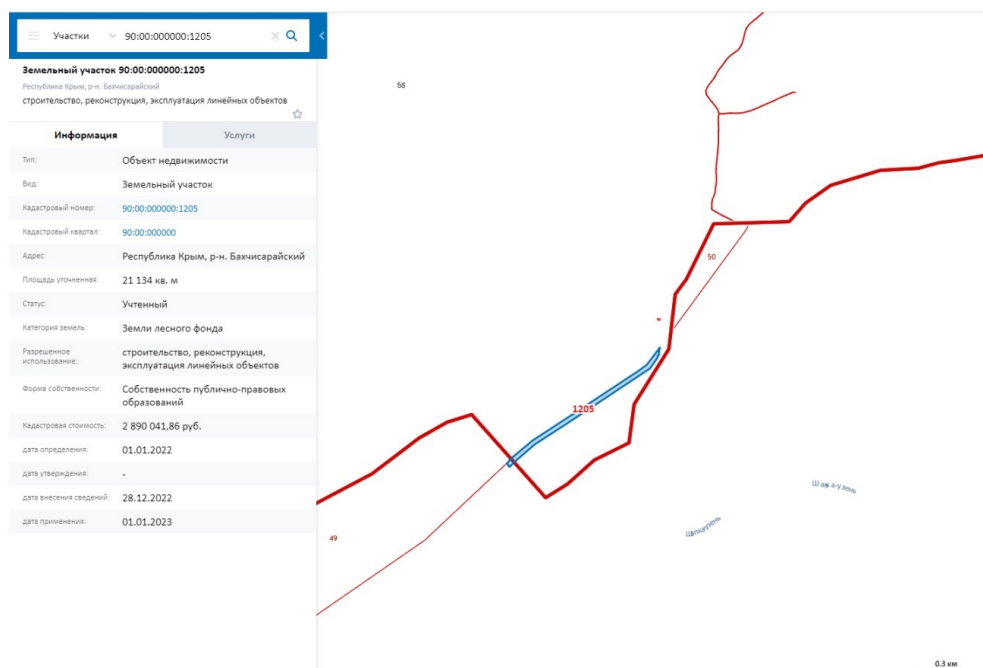 Участки
90:00:000000:1205
Земельный участок 90:00:000000:1205
Республика Крым, р-н. Бахчисарайский
строительство, реконструкция, эксплуатация линейных объектов
Информация
Услуги
Тип: Объект недвижимости
Вид: Земельный участок
Кадастровый номер: 90:00:000000:1205
Кадастровый квартал: 90:00:000000
Адрес: Республика Крым, р-н. Бахчисарайский
Площадь уточненная: 21 134 кв. м
Статус: Учтенный
Категория земель: Земли лесного фонда
Разрешенное использование: строительство, реконструкция,
эксплуатация линейных объектов
Форма собственности: Собственность публично-правовых
образований
Кадастровая стоимость: 2 890 041,86 руб.
дата определения: 01.01.2022
дата утверждения: -
дата внесения сведений: 28.12.2022
дата применения: 01.01.2023
58
50
1205
49
0.3 км